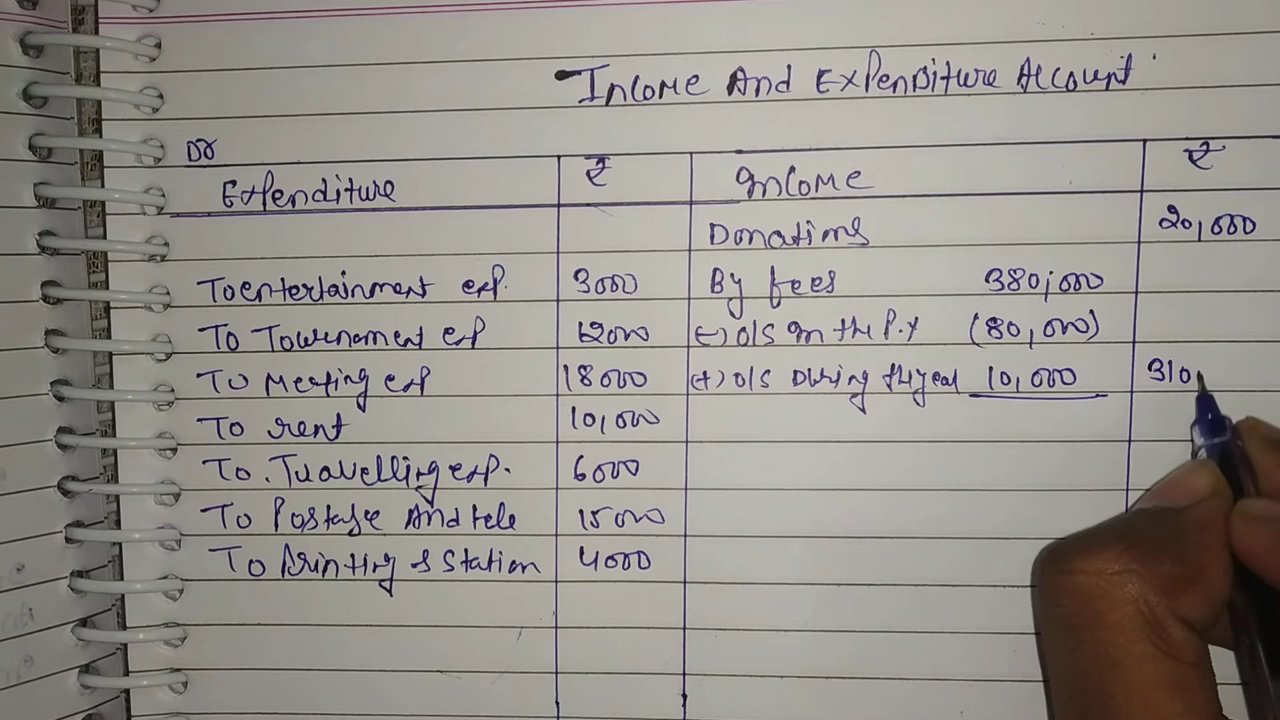 Income And Expenditure Account
Dr
Expenditure ₹ Income ₹
Donations 20,000
To entertainment exp. 3000 By fees 380,000
To Tournament exp 12000 (-) O/S In the P.Y (80,000)
To Meeting exp 18000 (+) O/S During the year 10,000 310
To rent 10,000
To. Travelling exp. 6000
To Postage And tele 15000
To Printing & Station 4000